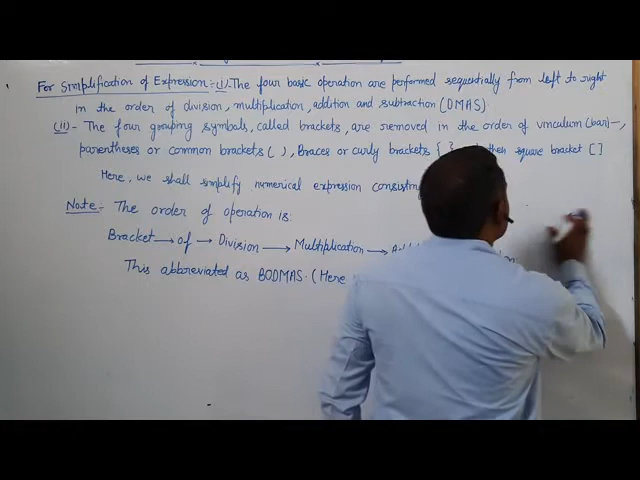 For Simplification of Expression:- (i)- The four basic operation are performed sequentially from left to right
in the order of division, multiplication, addition and subtraction (DMAS).
(ii)- The four grouping symbols, called brackets, are removed in the order of vinculum (bar) —,
parentheses or common brackets ( ), Braces or curly brackets { } then square bracket [ ]
Here, we shall simplify numerical expression
Note:- The order of operation is:
Bracket → of → Division → Multiplication →
This abbreviated as BODMAS. (Here